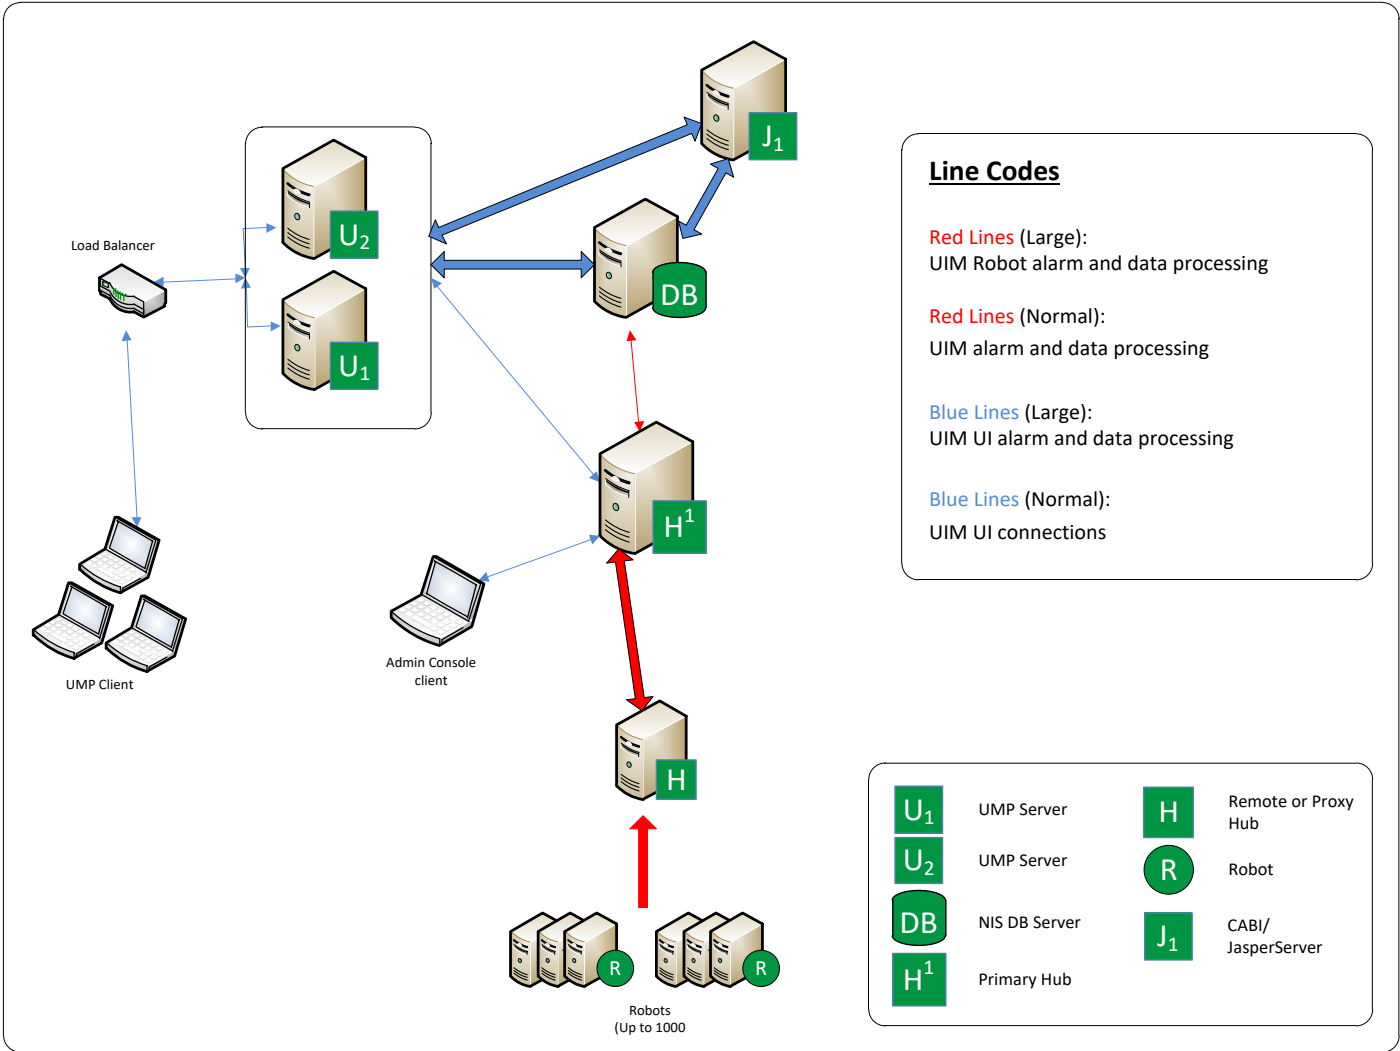 J1
U2
Load Balancer
DB
U1
H1
Admin Console
client
UMP Client
H
R
R
Robots
(Up to 1000
Line Codes
Red Lines (Large):
UIM Robot alarm and data processing
Red Lines (Normal):
UIM alarm and data processing
Blue Lines (Large):
UIM UI alarm and data processing
Blue Lines (Normal):
UIM UI connections
U1 UMP Server
U2 UMP Server
DB NIS DB Server
H1 Primary Hub
H Remote or Proxy
Hub
R Robot
J1 CABI/
JasperServer